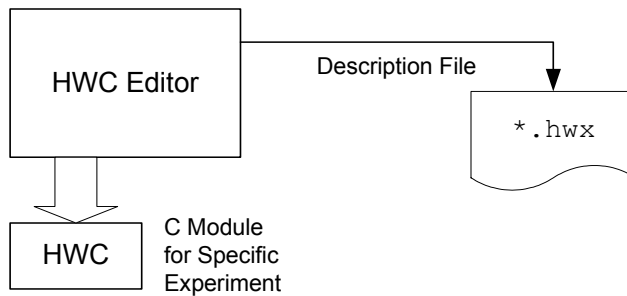 HWC Editor
Description File
*.hwx
HWC
C Module
for Specific
Experiment